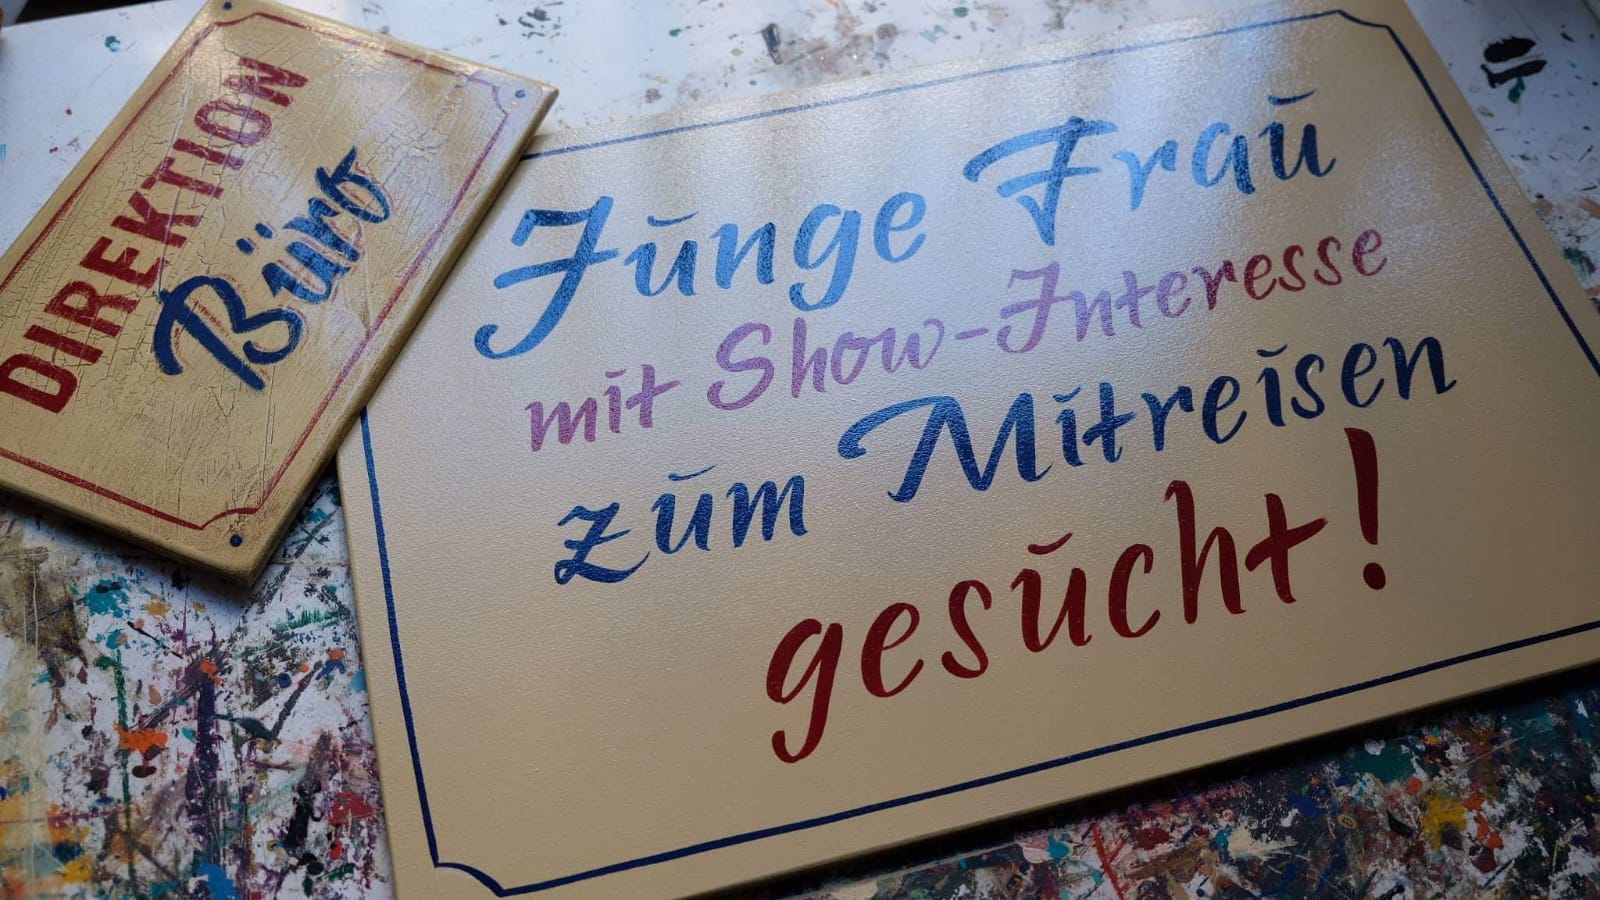 DIREKTION
Büro
Junge Frau
mit Show-Interesse
zum Mitreisen
gesucht!